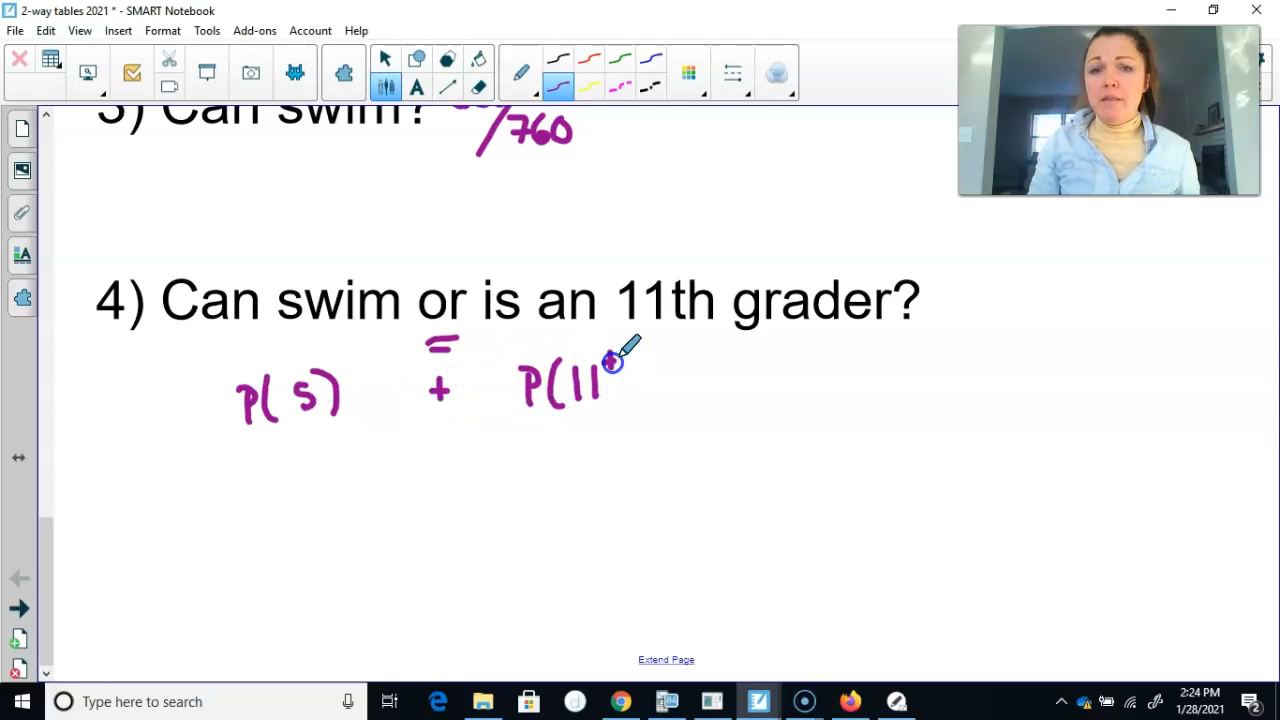 2-way tables 2021 * - SMART Notebook
File Edit View Insert Format Tools Add-ons Account Help
3) Can swim?
/760
4) Can swim or is an 11th grader?
P(S) + P(11t
Extend Page
Type here to search
2:24 PM
1/28/2021
2